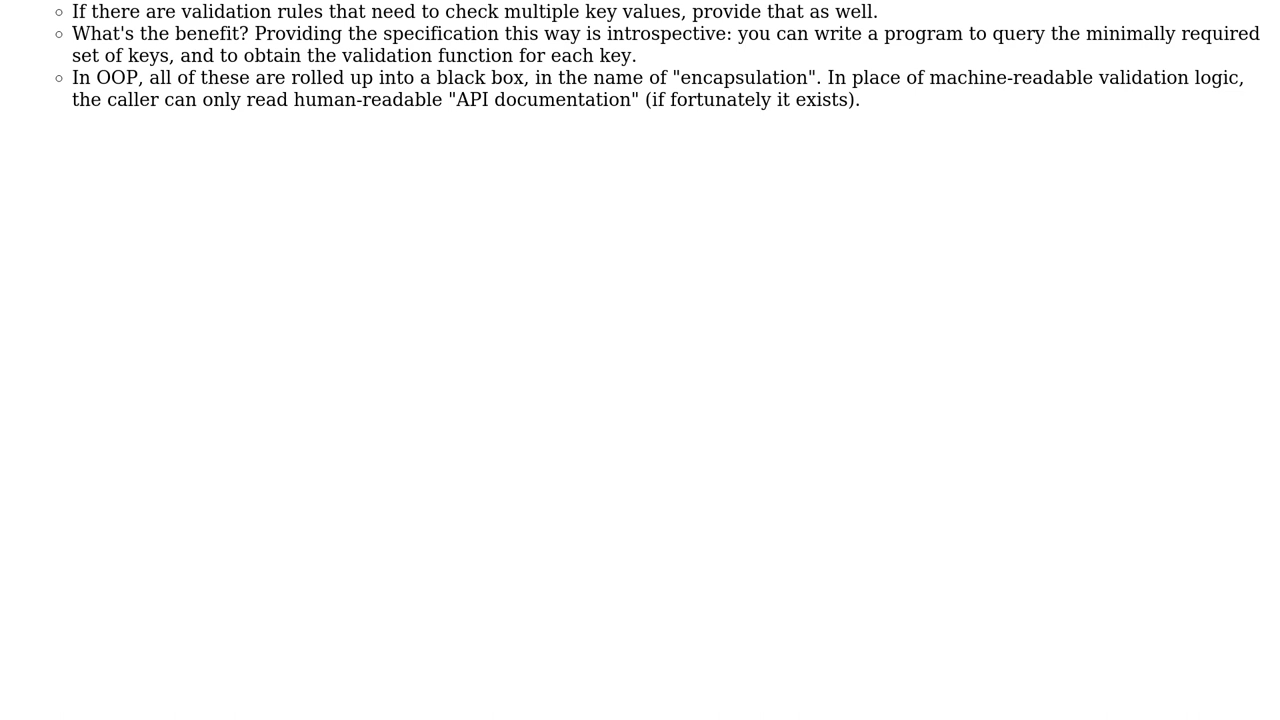 If there are validation rules that need to check multiple key values, provide that as well.
What's the benefit? Providing the specification this way is introspective: you can write a program to query the minimally required
set of keys, and to obtain the validation function for each key.
In OOP, all of these are rolled up into a black box, in the name of "encapsulation". In place of machine-readable validation logic,
the caller can only read human-readable "API documentation" (if fortunately it exists).